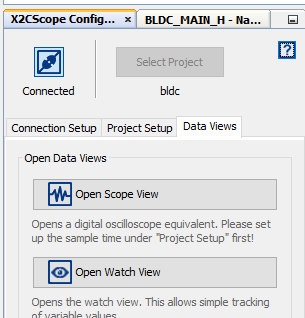 X2CScope Config... × BLDC_MAIN_H - Na...
?
Select Project
Connected bldc
Connection Setup Project Setup Data Views
Open Data Views
Open Scope View
Opens a digital oscilloscope equivalent. Please set
up the sample time under "Project Setup" first!
Open Watch View
Opens the watch view. This allows simple tracking
of variable values